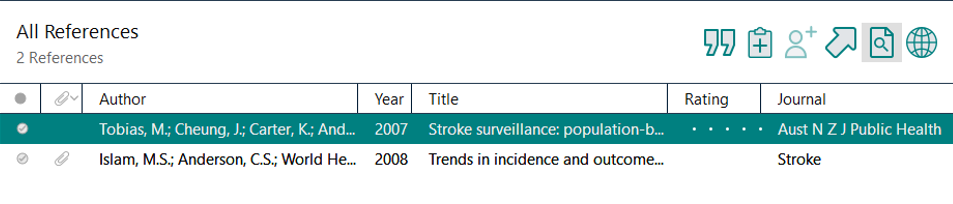 All References
2 References
Author Year Title Rating Journal
Tobias, M.; Cheung, J.; Carter, K.; And... 2007 Stroke surveillance: population-b... Aust N Z J Public Health
Islam, M.S.; Anderson, C.S.; World He... 2008 Trends in incidence and outcome... Stroke